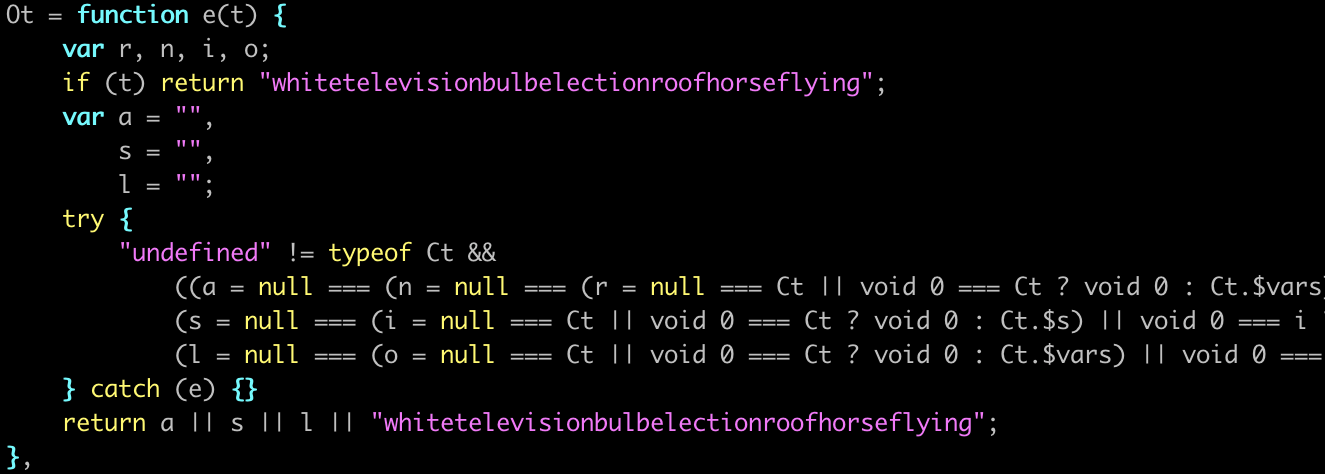 Ot = function e(t) {
    var r, n, i, o;
    if (t) return "whitetelevisionbulbelectionroofhorseflying";
    var a = "",
        s = "",
        l = "";
    try {
        "undefined" != typeof Ct &&
            ((a = null === (n = null === (r = null === Ct || void 0 === Ct ? void 0 : Ct.$vars)
            (s = null === (i = null === Ct || void 0 === Ct ? void 0 : Ct.$s) || void 0 === i
            (l = null === (o = null === Ct || void 0 === Ct ? void 0 : Ct.$vars) || void 0 ===
    } catch (e) {}
    return a || s || l || "whitetelevisionbulbelectionroofhorseflying";
},